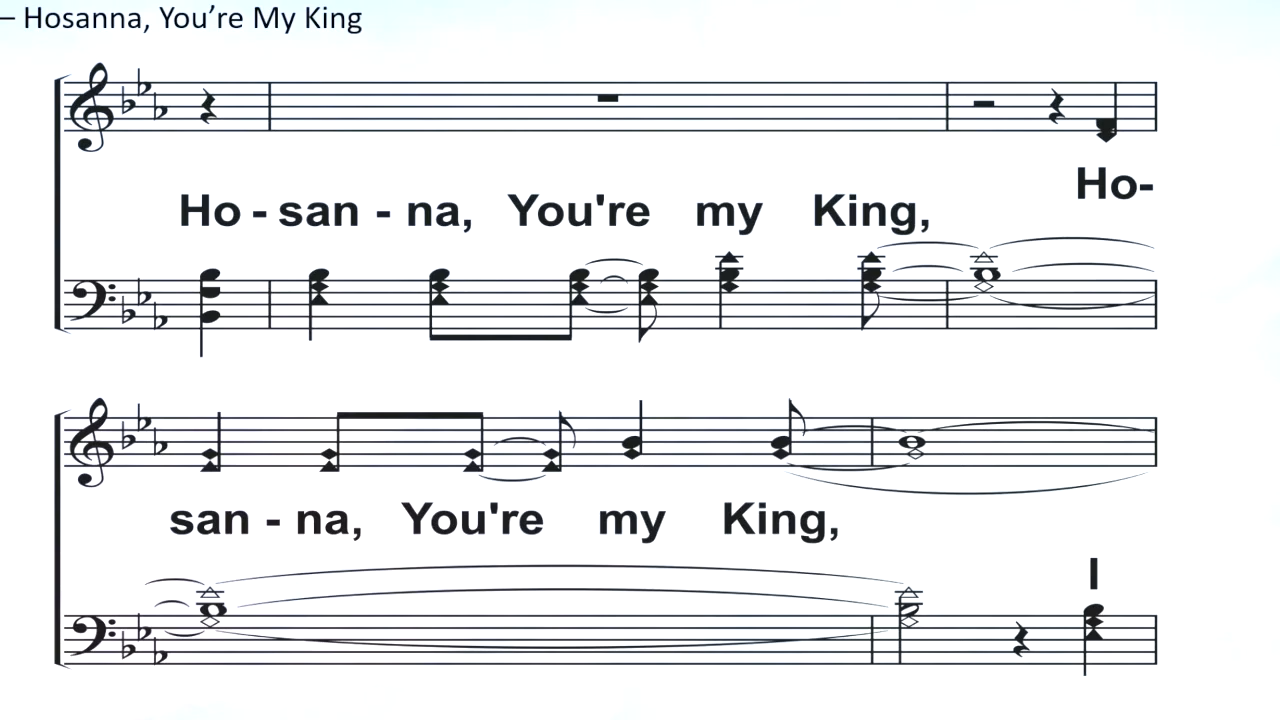 – Hosanna, You’re My King
Ho-
Ho - san - na, You're my King,
san - na, You're my King,
I